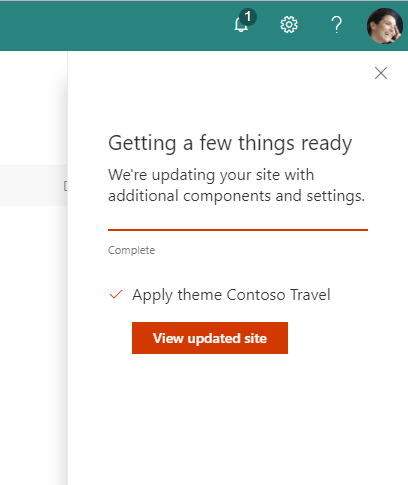 1
?
Getting a few things ready
We're updating your site with
additional components and settings.
Complete
Apply theme Contoso Travel
View updated site